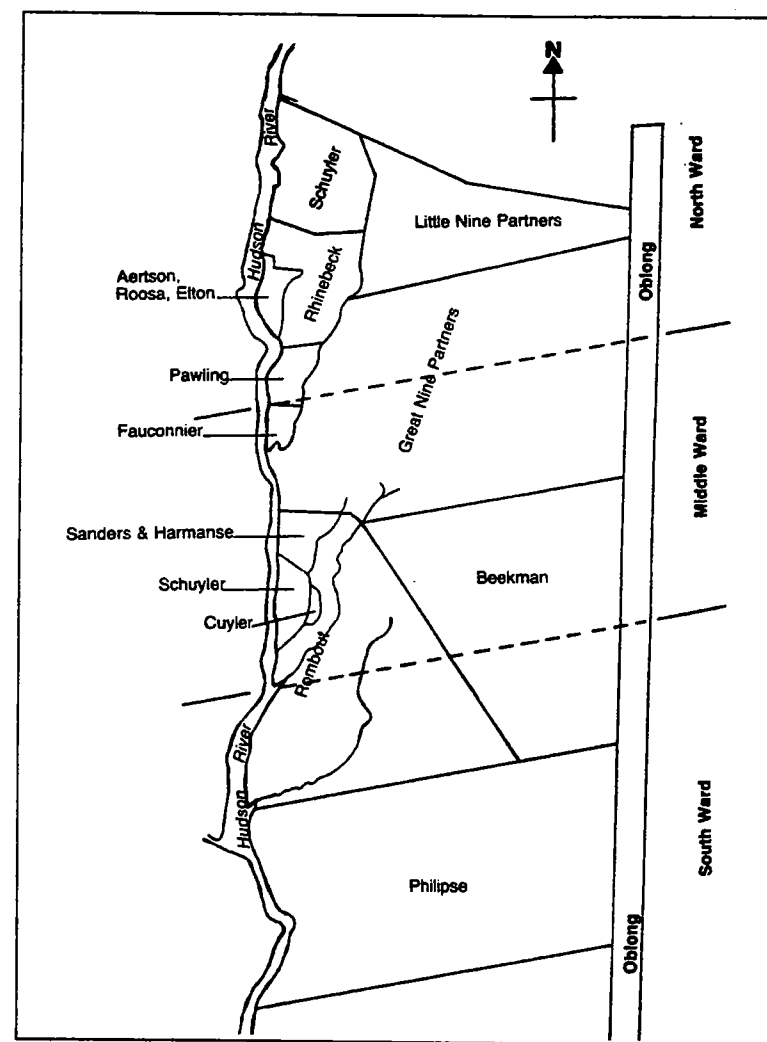 N
River
Schuyler
North Ward
Little Nine Partners
Hudson
Oblong
Aertson,
Roosa, Elton
Rhinebeck
Pawling
Great Nine Partners
Fauconnier
Middle Ward
Sanders & Harmanse
Schuyler
Beekman
Cuyler
Rombout
River
Hudson
South Ward
Philipse
Oblong